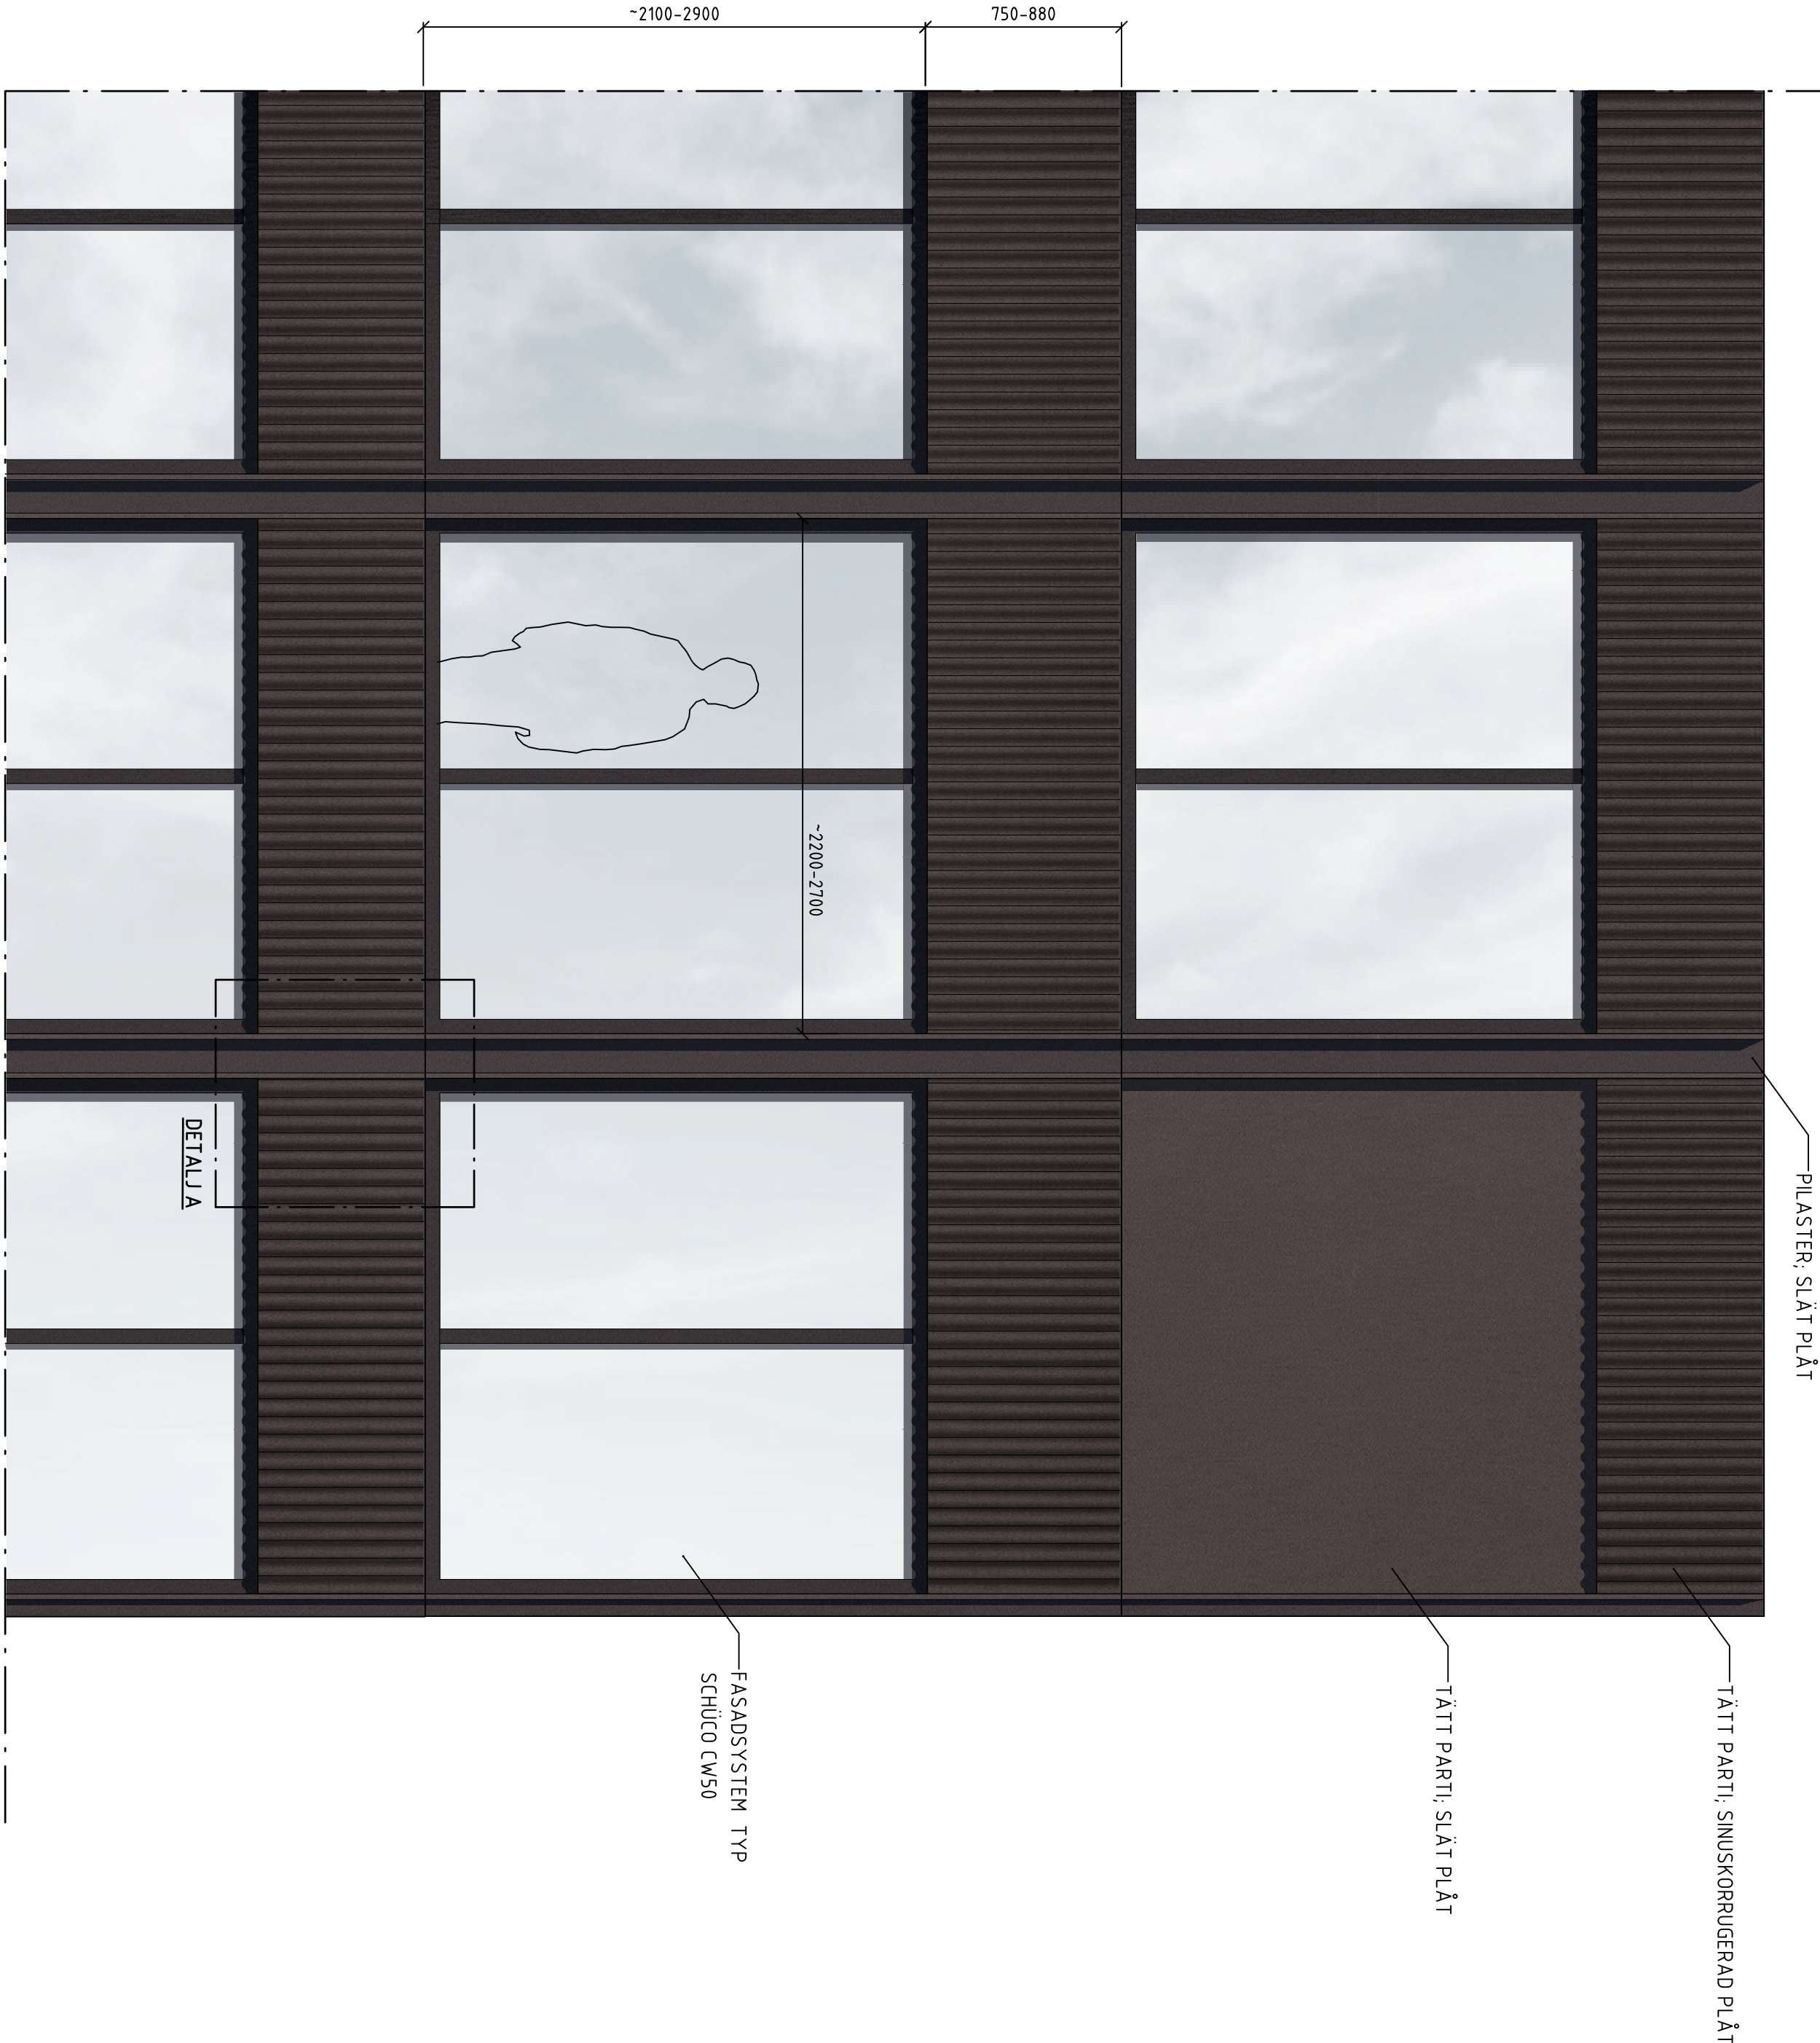 ~2100-2900
750-880
PILASTER; SLÄT PLÅT
TÄTT PARTI; SINUSKORRUGERAD PLÅT
TÄTT PARTI; SLÄT PLÅT
~2200-2700
FASADSYSTEM TYP
SCHÜCO CW50
DETALJ A